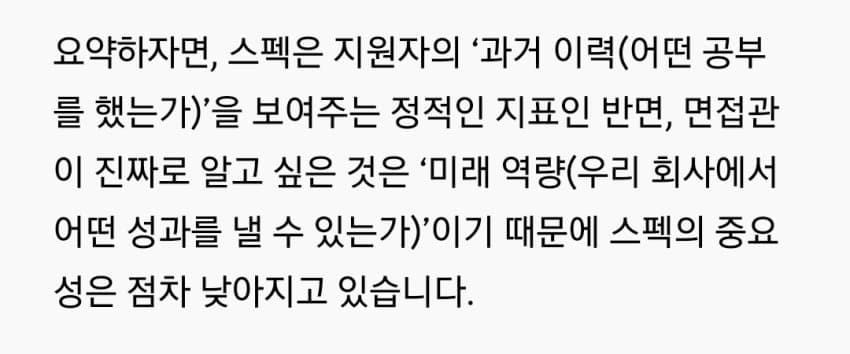 요약하자면, 스펙은 지원자의 ‘과거 이력(어떤 공부
를 했는가)’을 보여주는 정적인 지표인 반면, 면접관
이 진짜로 알고 싶은 것은 ‘미래 역량(우리 회사에서
어떤 성과를 낼 수 있는가)’이기 때문에 스펙의 중요
성은 점차 낮아지고 있습니다.